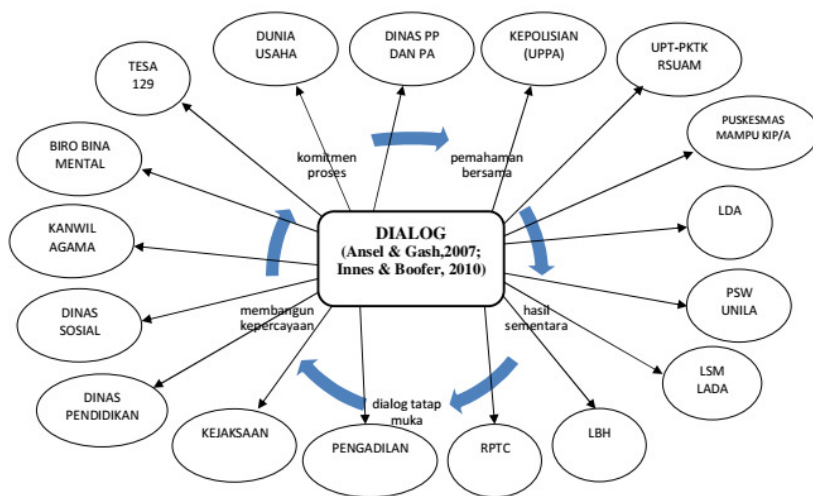 DUNIA
USAHA
DINAS PP
DAN PA
KEPOLISIAN
(UPPA)
UPT-PKTK
RSUAM
TESA
129
PUSKESMAS
MAMPU KIP/A
BIRO BINA
MENTAL
komitmen
proses
pemahaman
bersama
LDA
KANWIL
AGAMA
DIALOG
(Ansel & Gash,2007;
Innes & Boofer, 2010)
PSW
UNILA
DINAS
SOSIAL
membangun
kepercayaan
hasil
sementara
LSM
LADA
DINAS
PENDIDIKAN
dialog tatap
muka
KEJAKSAAN
PENGADILAN
RPTC
LBH